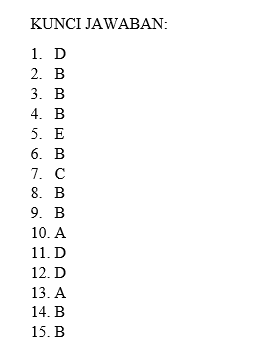 KUNCI JAWABAN:
1. D
2. B
3. B
4. B
5. E
6. B
7. C
8. B
9. B
10. A
11. D
12. D
13. A
14. B
15. B